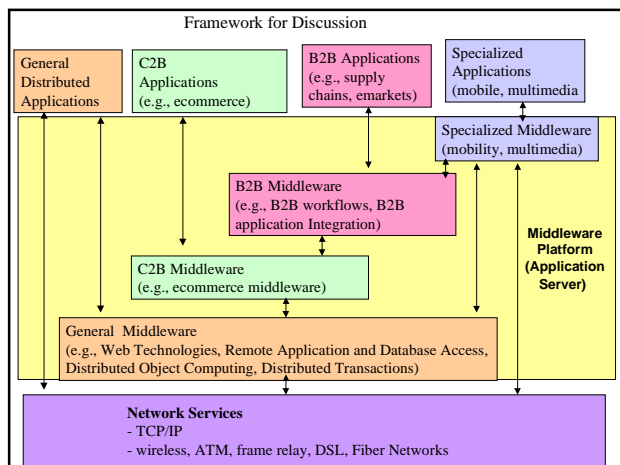 Framework for Discussion
General
Distributed
Applications
C2B
Applications
(e.g., ecommerce)
B2B Applications
(e.g., supply
chains, emarkets)
Specialized
Applications
(mobile, multimedia
Specialized Middleware
(mobility, multimedia)
B2B Middleware
(e.g., B2B workflows, B2B
application Integration)
Middleware
Platform
(Application
Server)
C2B Middleware
(e.g., ecommerce middleware)
General Middleware
(e.g., Web Technologies, Remote Application and Database Access,
Distributed Object Computing, Distributed Transactions)
Network Services
- TCP/IP
- wireless, ATM, frame relay, DSL, Fiber Networks